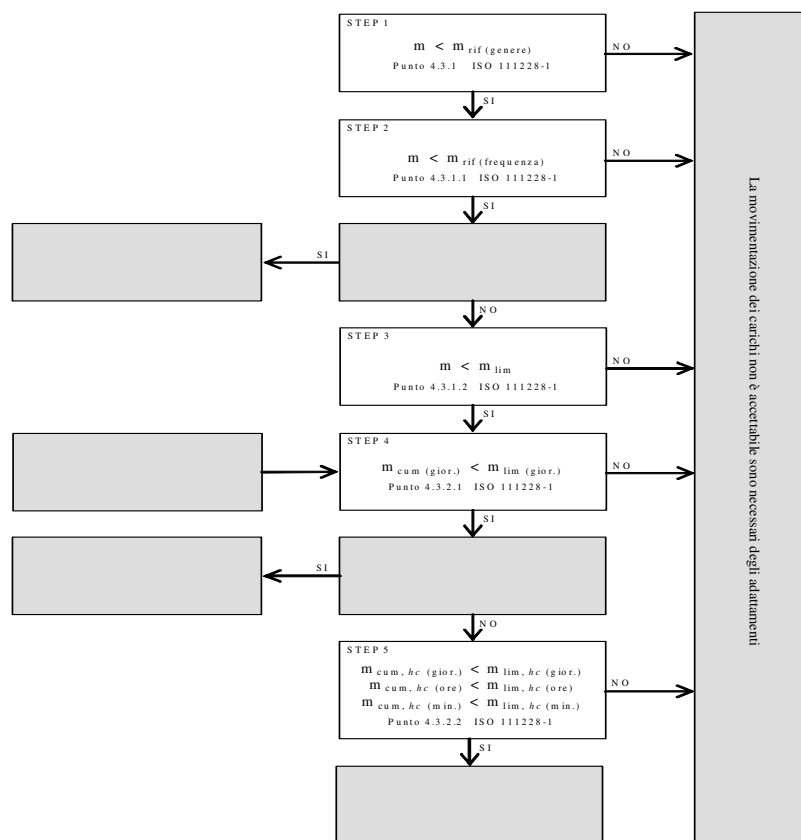 STEP 1
m < m rif (genere)
Punto 4.3.1 ISO 111228-1
NO
SI
STEP 2
m < m rif (frequenza)
Punto 4.3.1.1 ISO 111228-1
NO
SI
SI
NO
STEP 3
m < m lim
Punto 4.3.1.2 ISO 111228-1
NO
SI
STEP 4
m cum (gior.) < m lim (gior.)
Punto 4.3.2.1 ISO 111228-1
NO
SI
SI
NO
STEP 5
m cum, hc (gior.) < m lim, hc (gior.)
m cum, hc (ore) < m lim, hc (ore)
m cum, hc (min.) < m lim, hc (min.)
Punto 4.3.2.2 ISO 111228-1
NO
SI
La movimentazione dei carichi non è accettabile sono necessari degli adattamenti